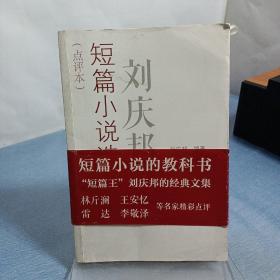 刘庆邦
短篇小说选
（点评本）
短篇小说的教科书
“短篇王”刘庆邦的经典文集
林斤澜 王安忆
雷达 李敬泽
等名家精彩点评